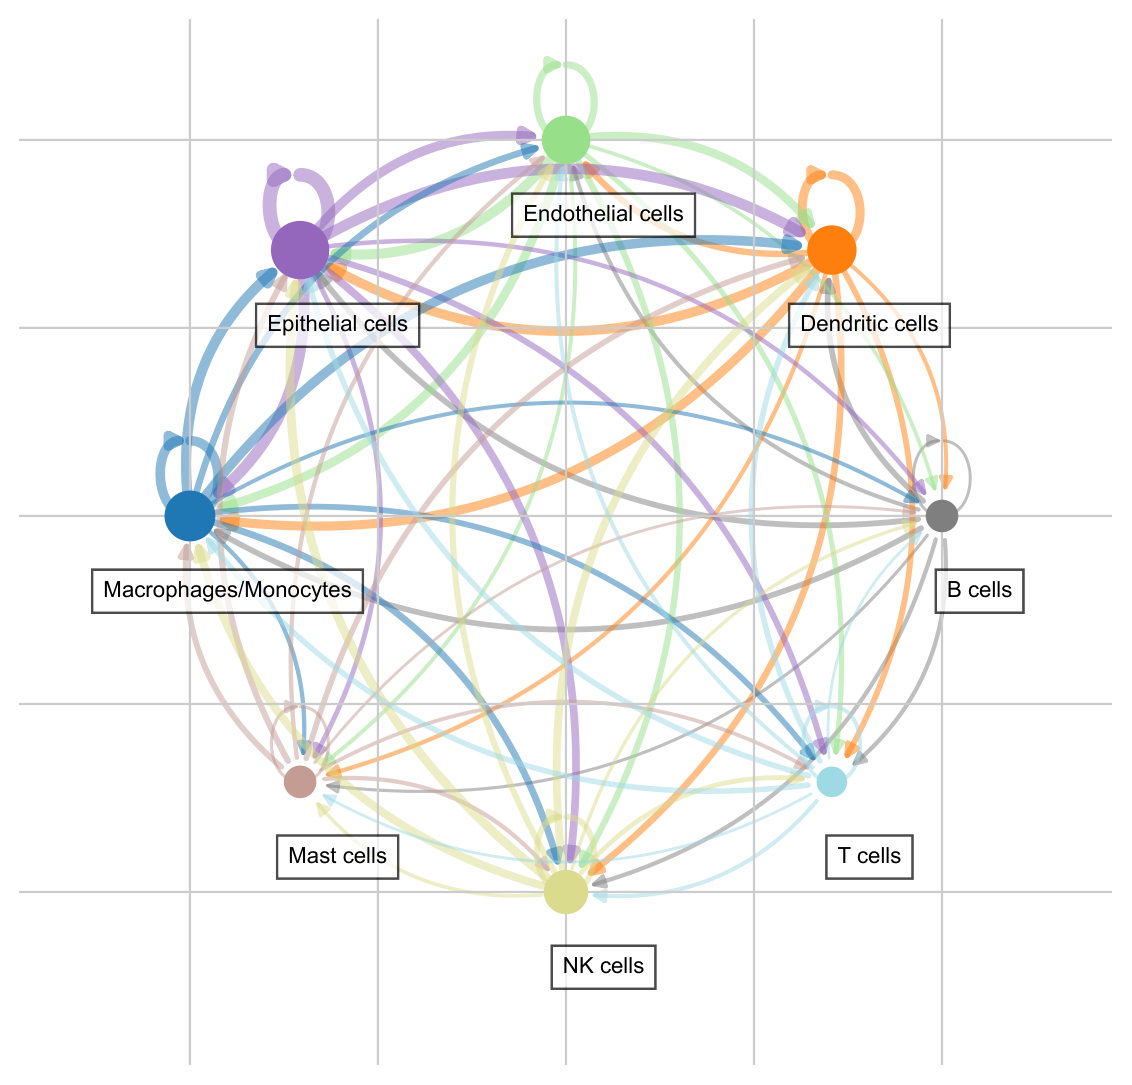 Endothelial cells
Epithelial cells
Dendritic cells
Macrophages/Monocytes
B cells
Mast cells
T cells
NK cells